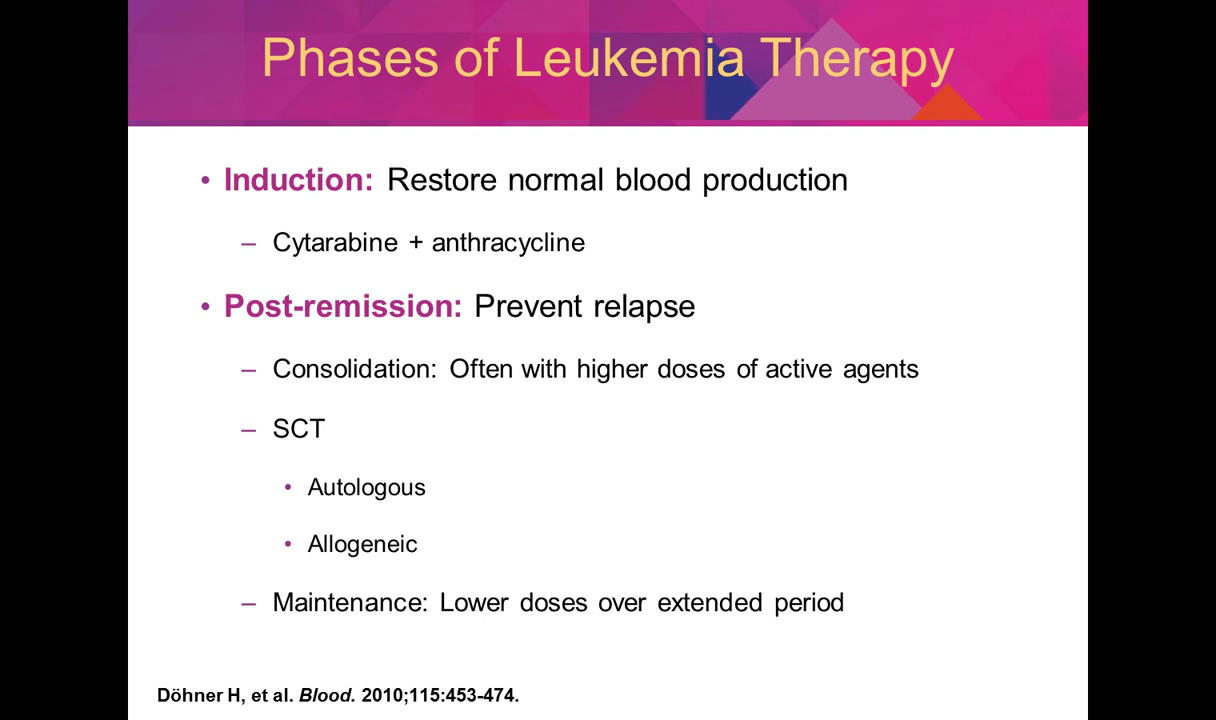 Phases of Leukemia Therapy
• Induction: Restore normal blood production
– Cytarabine + anthracycline
• Post-remission: Prevent relapse
– Consolidation: Often with higher doses of active agents
– SCT
• Autologous
• Allogeneic
– Maintenance: Lower doses over extended period
Döhner H, et al. Blood. 2010;115:453-474.